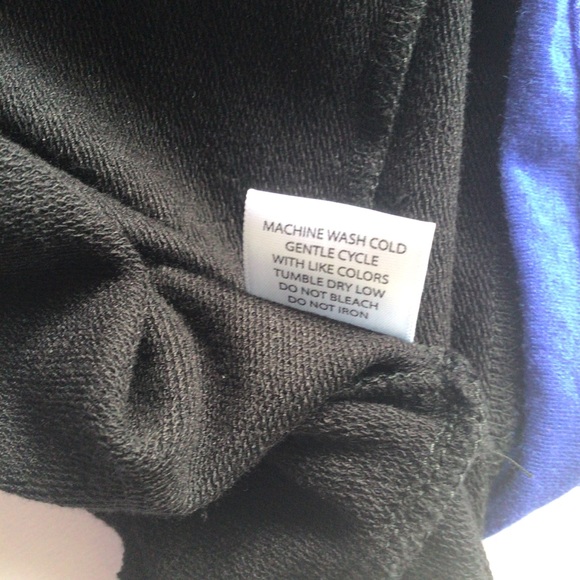 MACHINE WASH COLD
GENTLE CYCLE
WITH LIKE COLORS
TUMBLE DRY LOW
DO NOT BLEACH
DO NOT IRON